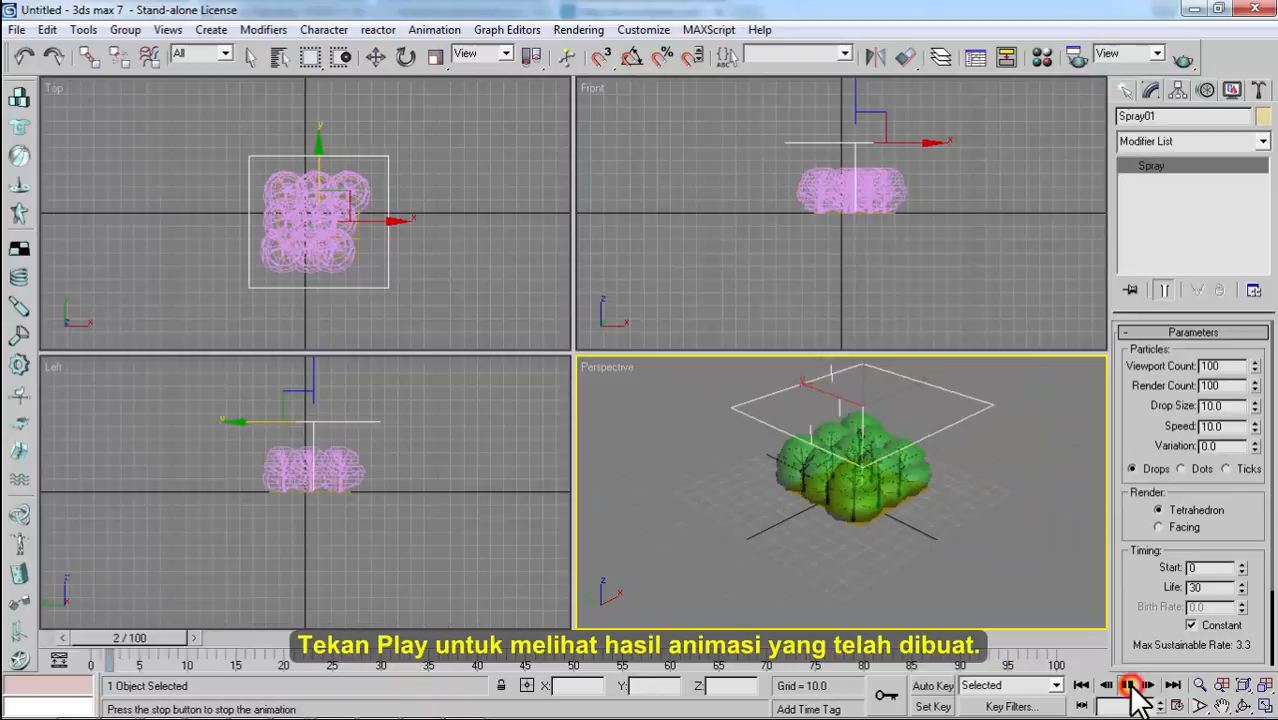 Untitled - 3ds max 7 - Stand-alone License
File Edit Tools Group Views Create Modifiers Character reactor Animation Graph Editors Rendering Customize MAXScript Help
All View View
Top Front
Spray01
Modifier List
Spray
y x x
z x z x
Left Perspective
Parameters
Particles:
Viewport Count: 100
Render Count: 100
Drop Size: 10.0
Speed: 10.0
Variation: 0.0
Drops Dots Ticks
Render:
Tetrahedron
Facing
Timing:
Start: 0
Life: 30
Birth Rate: 0.0
Constant
Max Sustainable Rate: 3.3
2 / 100
Tekan Play untuk melihat hasil animasi yang telah dibuat.
0 10 15 20 25 30 35 40 45 50 55 60 65 70 75 80 85 90 95 100
1 Object Selected X: Y: Z: Grid = 10.0 Auto Key Selected
Press the stop button to stop the animation Add Time Tag Set Key Key Filters...